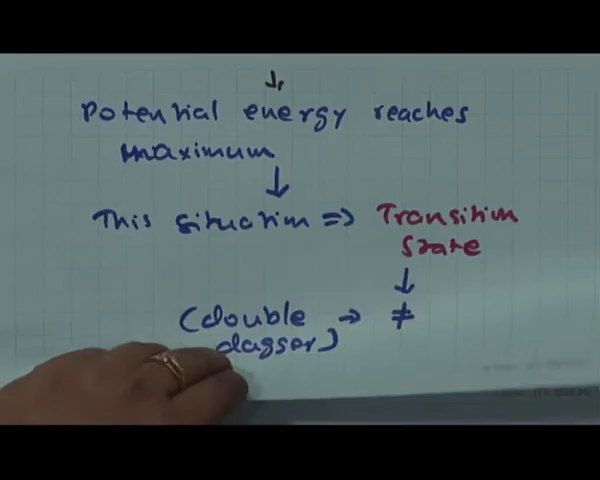 ↓
Potential energy reaches
maximum
↓
This situation => Transition
State
↓
(double → ≠
dagger)